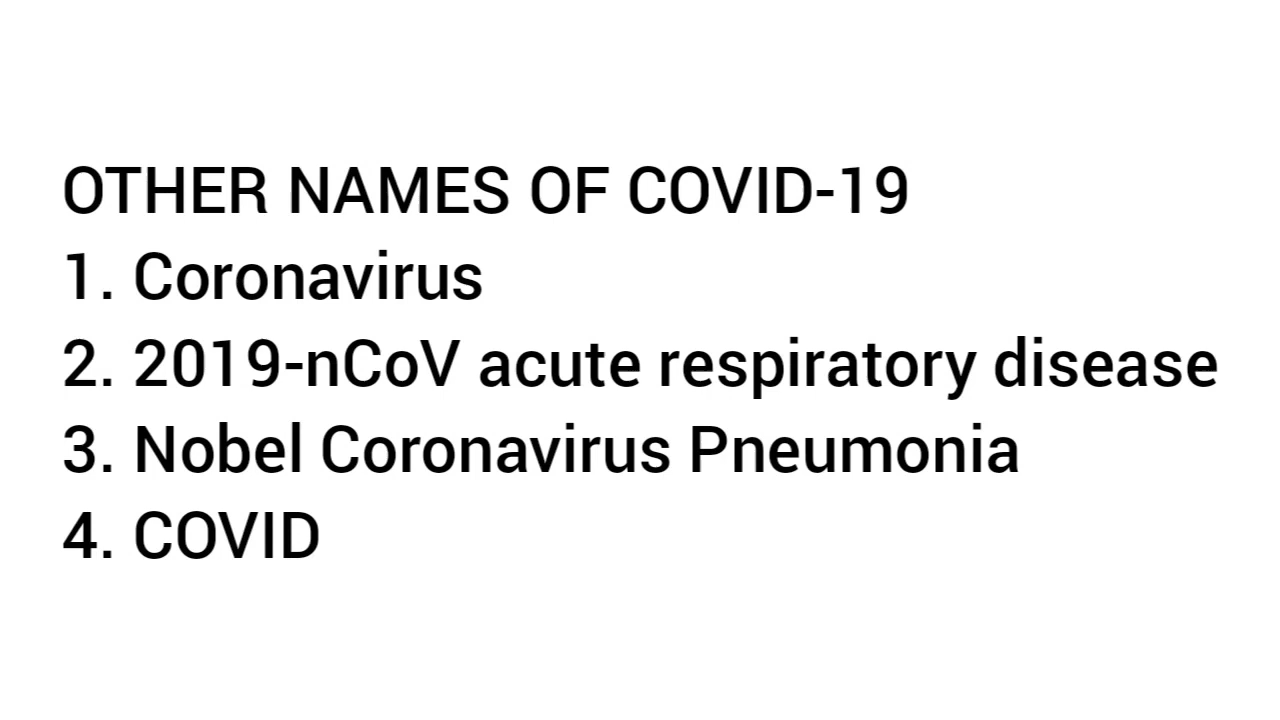 OTHER NAMES OF COVID-19
1. Coronavirus
2. 2019-nCoV acute respiratory disease
3. Nobel Coronavirus Pneumonia
4. COVID